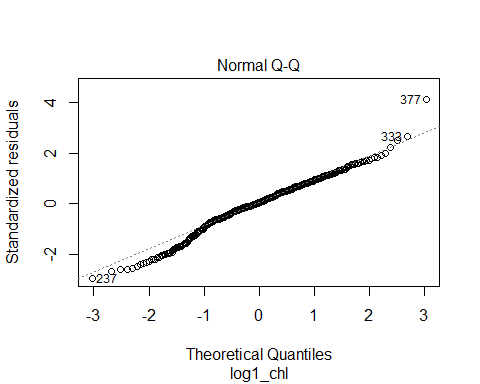 Normal Q-Q
Standardized residuals
4
2
0
-2
377
333
237
-3 -2 -1 0 1 2 3
Theoretical Quantiles
log1_chl